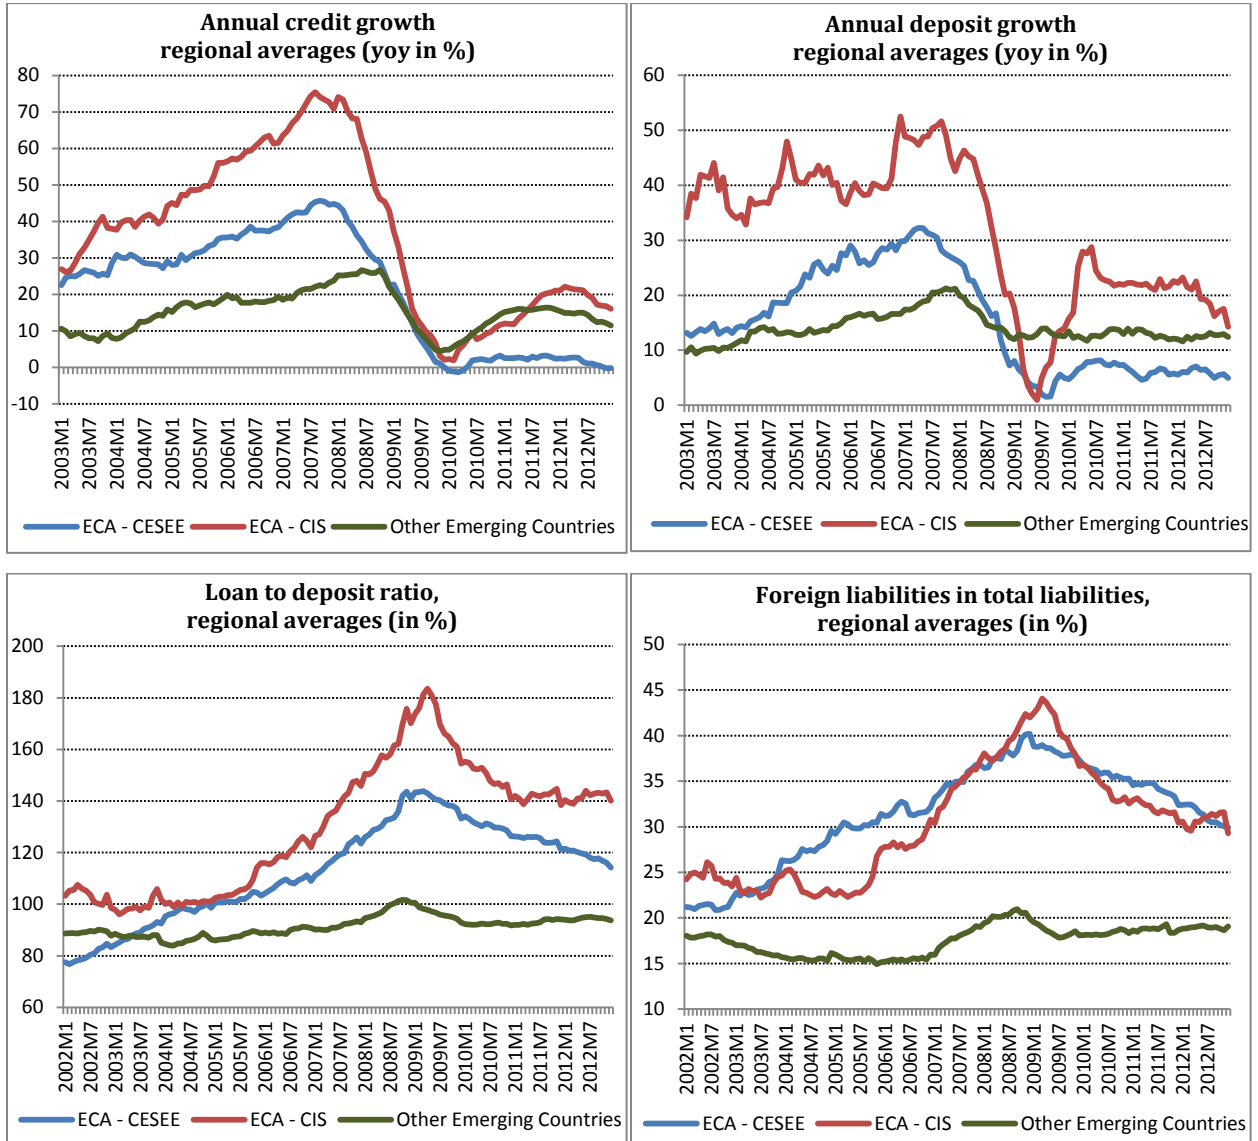 Annual credit growth
regional averages (yoy in %)
80
70
60
50
40
30
20
10
0
-10
2003M1
2003M7
2004M1
2004M7
2005M1
2005M7
2006M1
2006M7
2007M1
2007M7
2008M1
2008M7
2009M1
2009M7
2010M1
2010M7
2011M1
2011M7
2012M1
2012M7
ECA - CESEE ECA - CIS Other Emerging Countries
Annual deposit growth
regional averages (yoy in %)
60
50
40
30
20
10
0
2003M1
2003M7
2004M1
2004M7
2005M1
2005M7
2006M1
2006M7
2007M1
2007M7
2008M1
2008M7
2009M1
2009M7
2010M1
2010M7
2011M1
2011M7
2012M1
2012M7
ECA - CESEE ECA - CIS Other Emerging Countries
Loan to deposit ratio,
regional averages (in %)
200
180
160
140
120
100
80
60
2002M1
2002M7
2003M1
2003M7
2004M1
2004M7
2005M1
2005M7
2006M1
2006M7
2007M1
2007M7
2008M1
2008M7
2009M1
2009M7
2010M1
2010M7
2011M1
2011M7
2012M1
2012M7
ECA - CESEE ECA - CIS Other Emerging Countries
Foreign liabilities in total liabilities,
regional averages (in %)
50
45
40
35
30
25
20
15
10
2002M1
2002M7
2003M1
2003M7
2004M1
2004M7
2005M1
2005M7
2006M1
2006M7
2007M1
2007M7
2008M1
2008M7
2009M1
2009M7
2010M1
2010M7
2011M1
2011M7
2012M1
2012M7
ECA - CESEE ECA - CIS Other Emerging Countries